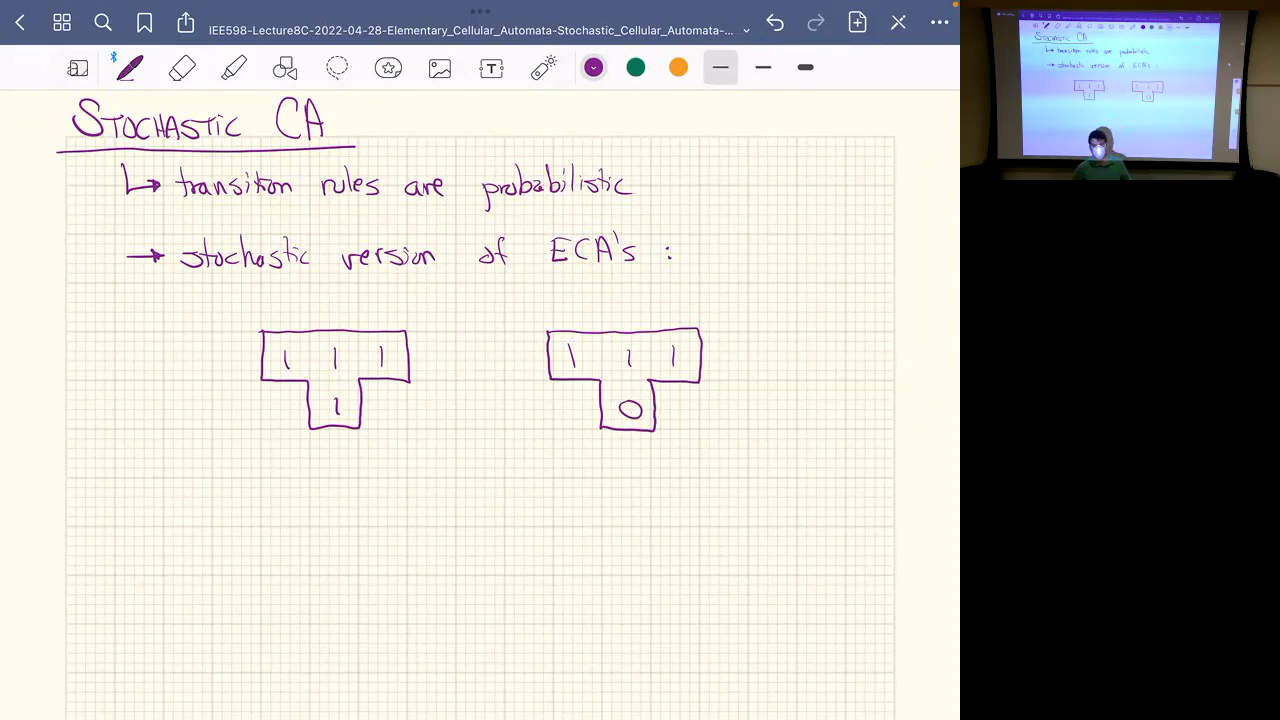 IEE598-Lecture8C-2022-04
Elementary_Cellular_Automata-Stochastic_Cellular_Automata-...
STOCHASTIC CA
↳ transition rules are probabilistic
→ stochastic version of ECA's :
1 1 1
1
1 1 1
0